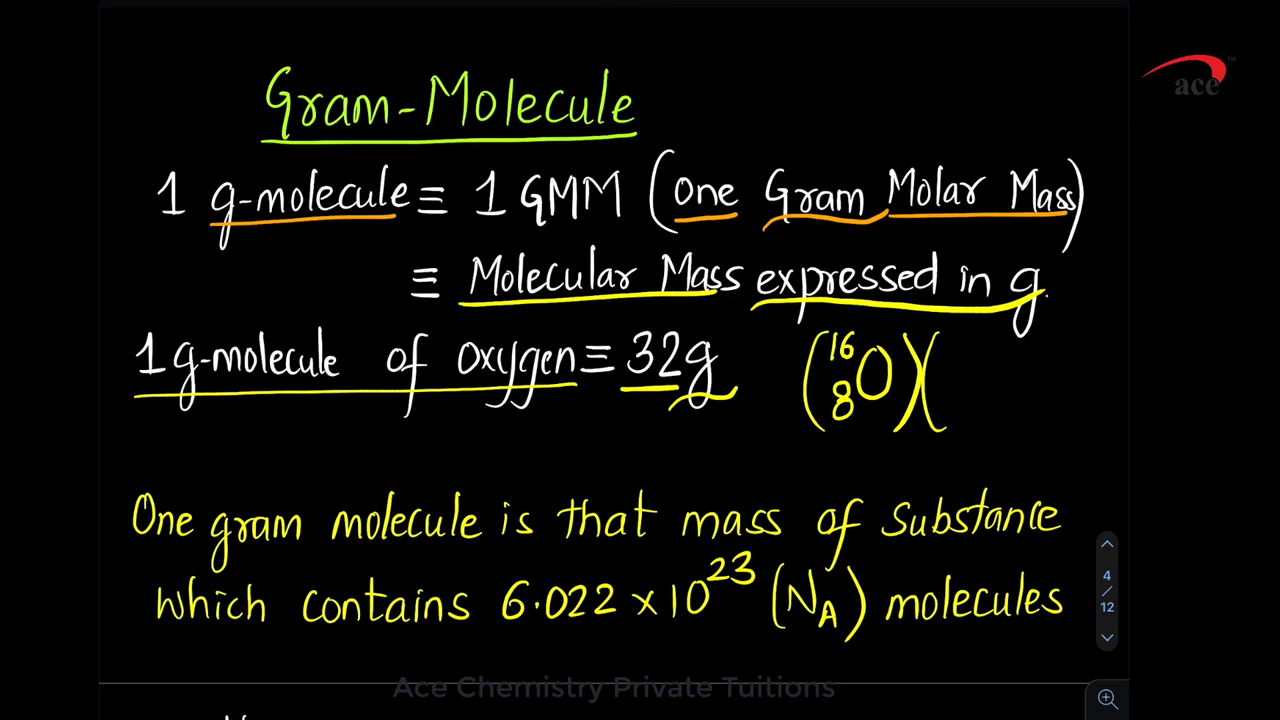 ace™
Gram-Molecule
1 g-molecule ≡ 1 GMM (One Gram Molar Mass)
≡ Molecular Mass expressed in g.
1 g-molecule of oxygen ≡ 32g (¹⁶₈O)(
One gram molecule is that mass of substance
which contains 6.022 × 10²³ (N_A) molecules
4
/
12
Ace Chemistry Private Tuitions